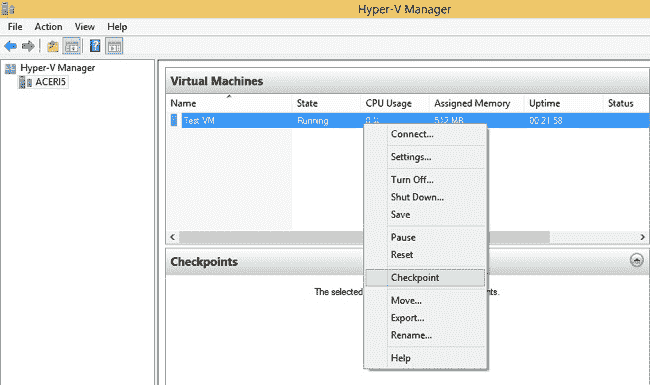 Hyper-V Manager
File Action View Help
Hyper-V Manager
ACERI5
Virtual Machines
Name State CPU Usage Assigned Memory Uptime Status
Test VM Running 0 % 512 MB 00:21:58
Connect...
Settings...
Turn Off...
Shut Down...
Save
Pause
Reset
Checkpoints
Checkpoint
The selected nts.
Move...
Export...
Rename...
Help